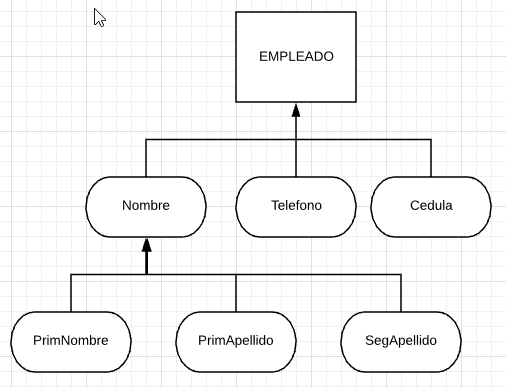 EMPLEADO
Nombre
Telefono
Cedula
PrimNombre
PrimApellido
SegApellido